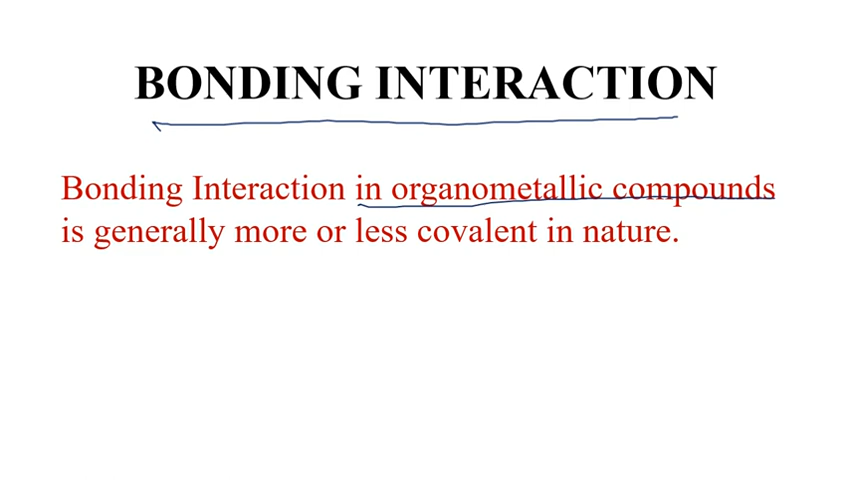 BONDING INTERACTION
Bonding Interaction in organometallic compounds
is generally more or less covalent in nature.